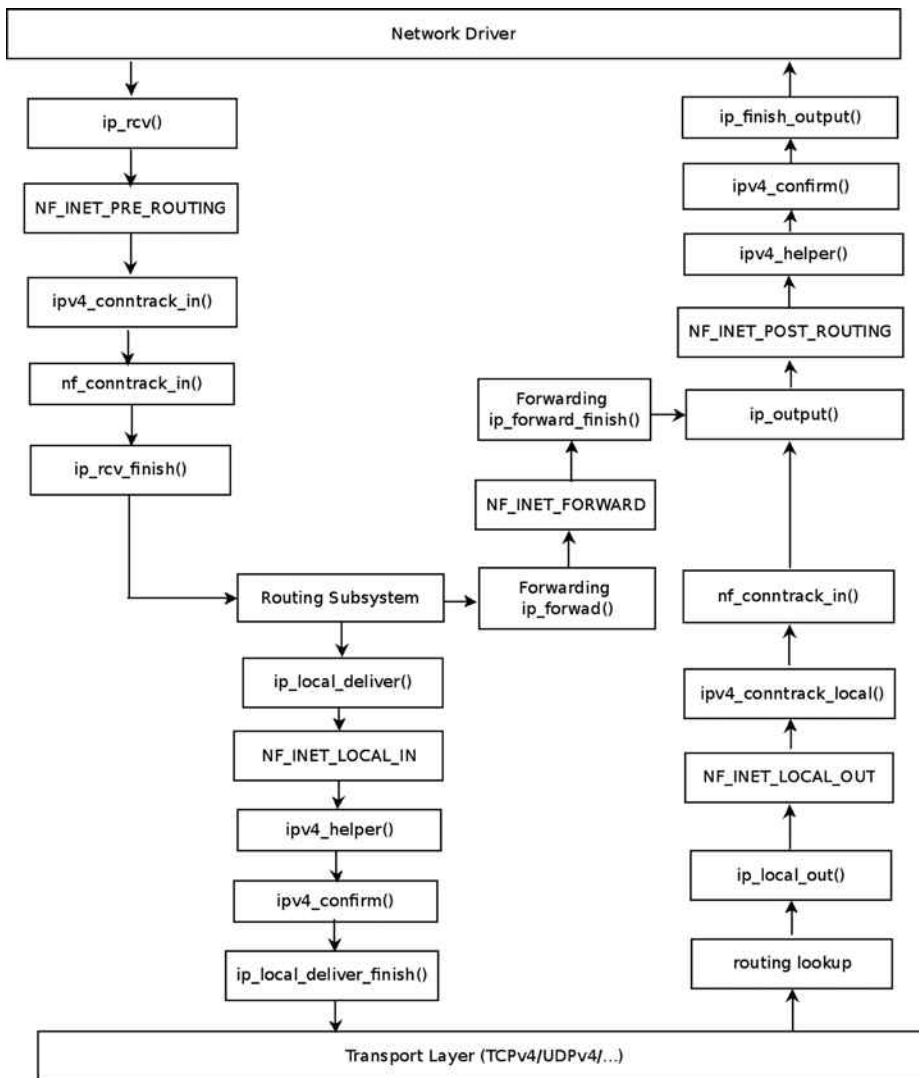 Network Driver
ip_rcv()
NF_INET_PRE_ROUTING
ipv4_conntrack_in()
nf_conntrack_in()
ip_rcv_finish()
Routing Subsystem
ip_local_deliver()
NF_INET_LOCAL_IN
ipv4_helper()
ipv4_confirm()
ip_local_deliver_finish()
Forwarding
ip_forwad()
NF_INET_FORWARD
Forwarding
ip_forward_finish()
ip_finish_output()
ipv4_confirm()
ipv4_helper()
NF_INET_POST_ROUTING
ip_output()
nf_conntrack_in()
ipv4_conntrack_local()
NF_INET_LOCAL_OUT
ip_local_out()
routing lookup
Transport Layer (TCPv4/UDPv4/...)